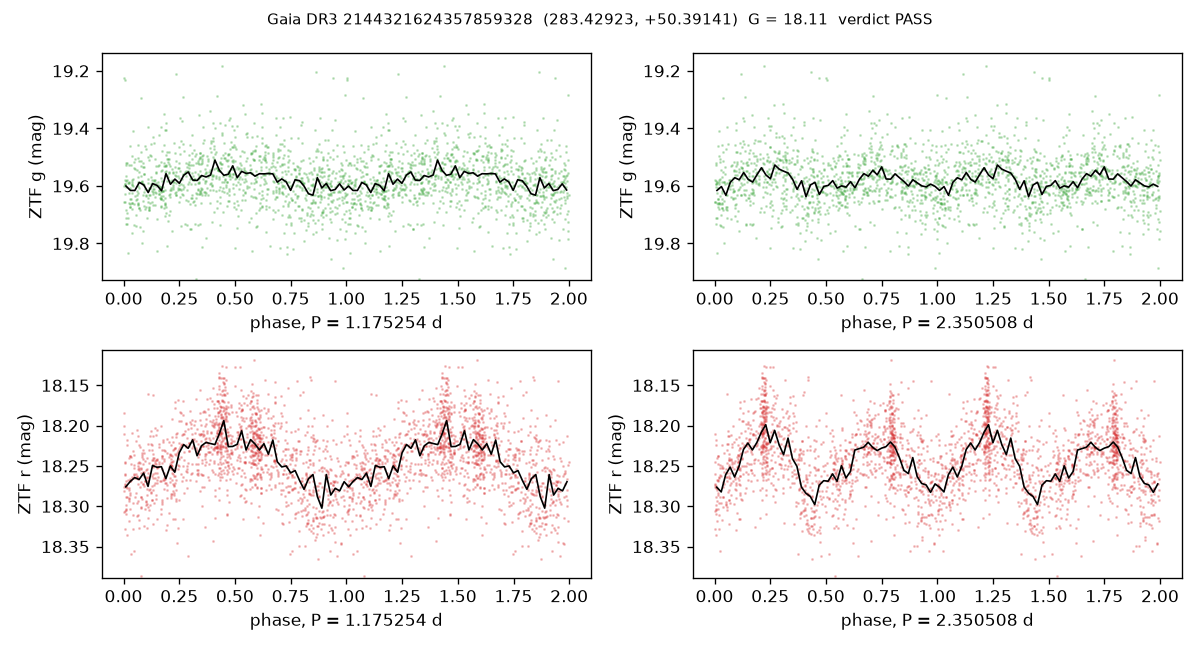 Gaia DR3 2144321624357859328 (283.42923, +50.39141) G = 18.11 verdict PASS
ZTF g (mag)
19.2
19.4
19.6
19.8
0.00 0.25 0.50 0.75 1.00 1.25 1.50 1.75 2.00
phase, P = 1.175254 d
ZTF g (mag)
19.2
19.4
19.6
19.8
0.00 0.25 0.50 0.75 1.00 1.25 1.50 1.75 2.00
phase, P = 2.350508 d
ZTF r (mag)
18.15
18.20
18.25
18.30
18.35
0.00 0.25 0.50 0.75 1.00 1.25 1.50 1.75 2.00
phase, P = 1.175254 d
ZTF r (mag)
18.15
18.20
18.25
18.30
18.35
0.00 0.25 0.50 0.75 1.00 1.25 1.50 1.75 2.00
phase, P = 2.350508 d